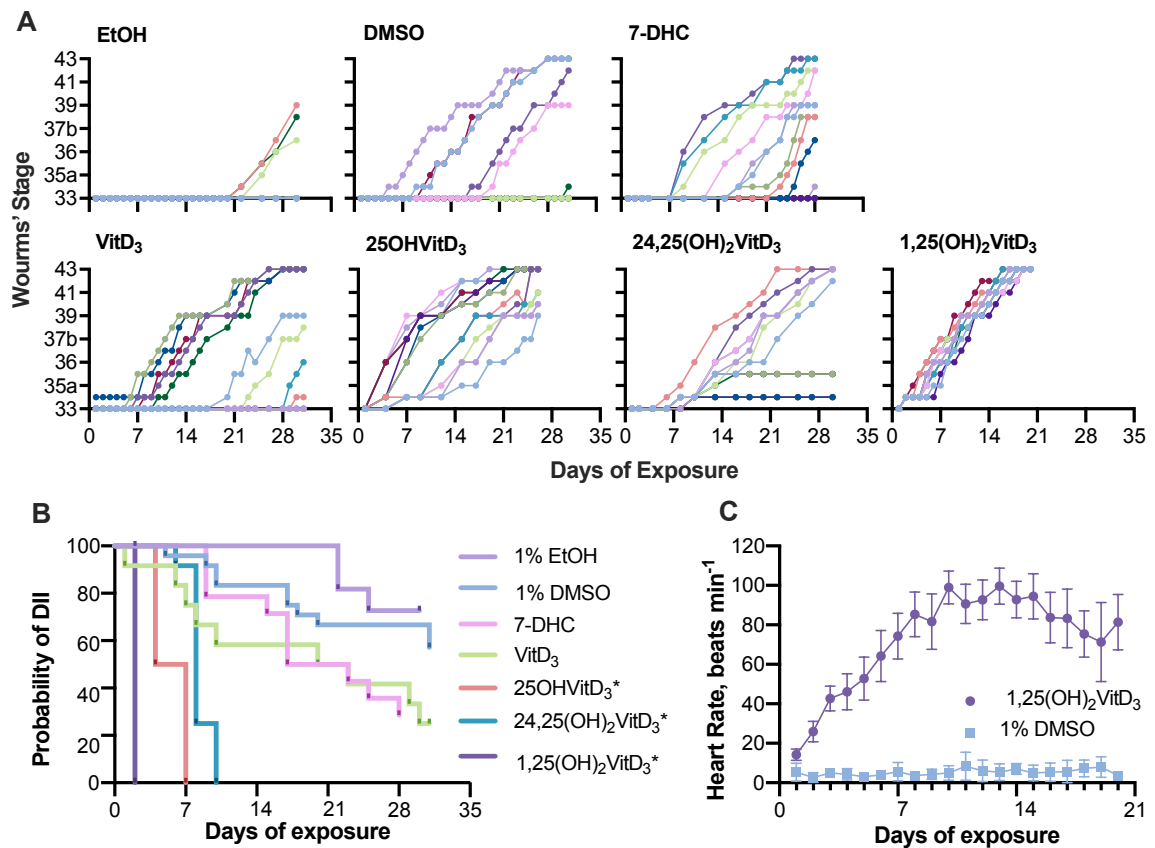 A
EtOH
DMSO
7-DHC
43
41
39
37b
36
35a
33
VitD₃
25OHVitD₃
24,25(OH)₂VitD₃
1,25(OH)₂VitD₃
43
41
39
37b
36
35a
33
0 7 14 21 28 35
0 7 14 21 28 35
0 7 14 21 28 35
0 7 14 21 28 35
Wourms' Stage
Days of Exposure
B
Probability of DII
100
80
60
40
20
0
0 7 14 21 28 35
Days of exposure
1% EtOH
1% DMSO
7-DHC
VitD₃
25OHVitD₃*
24,25(OH)₂VitD₃*
1,25(OH)₂VitD₃*
C
Heart Rate, beats min⁻¹
120
100
80
60
40
20
0
0 7 14 21
1,25(OH)₂VitD₃
1% DMSO
Days of exposure